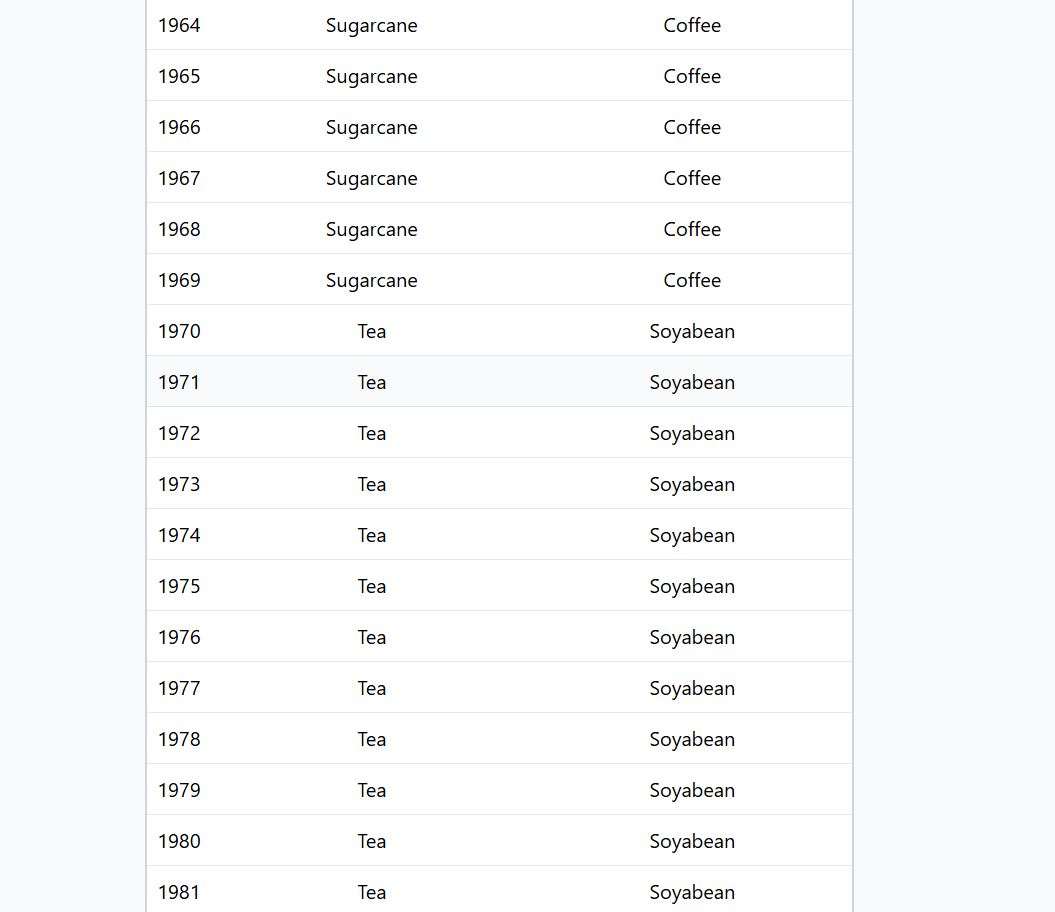 1964 Sugarcane Coffee
1965 Sugarcane Coffee
1966 Sugarcane Coffee
1967 Sugarcane Coffee
1968 Sugarcane Coffee
1969 Sugarcane Coffee
1970 Tea Soyabean
1971 Tea Soyabean
1972 Tea Soyabean
1973 Tea Soyabean
1974 Tea Soyabean
1975 Tea Soyabean
1976 Tea Soyabean
1977 Tea Soyabean
1978 Tea Soyabean
1979 Tea Soyabean
1980 Tea Soyabean
1981 Tea Soyabean